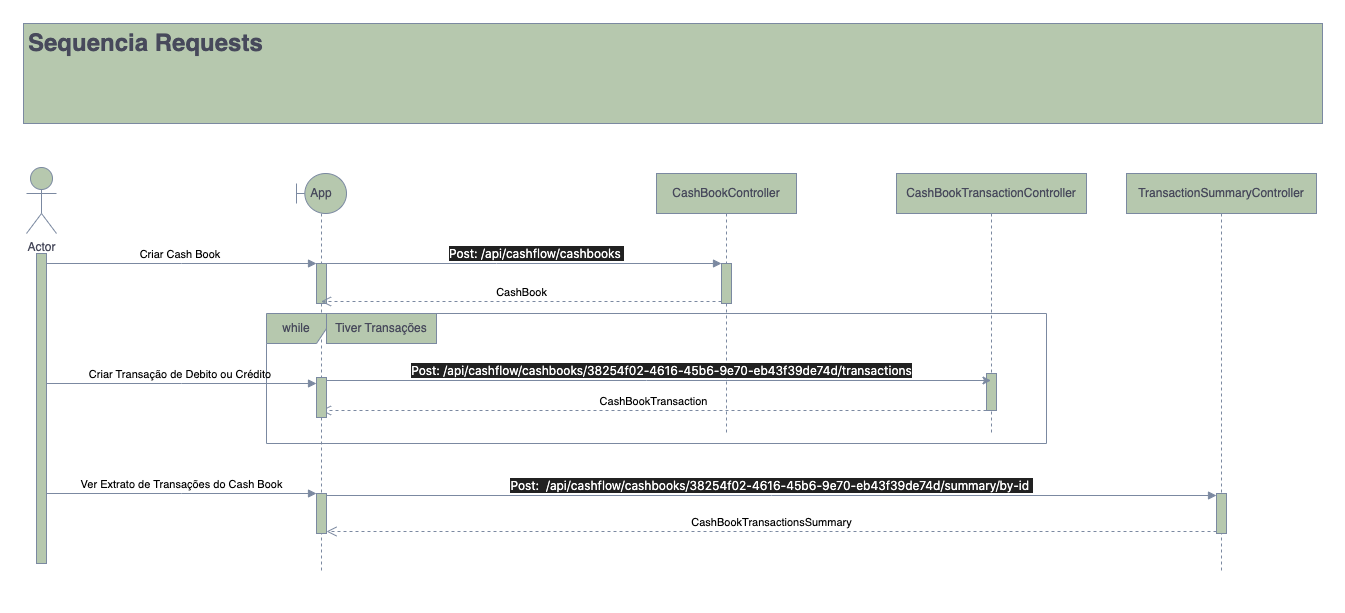 Sequencia Requests
App
CashBookController
CashBookTransactionController
TransactionSummaryController
Actor
Criar Cash Book
Post: /api/cashflow/cashbooks
CashBook
while
Tiver Transações
Criar Transação de Debito ou Crédito
Post: /api/cashflow/cashbooks/38254f02-4616-45b6-9e70-eb43f39de74d/transactions
CashBookTransaction
Ver Extrato de Transações do Cash Book
Post:  /api/cashflow/cashbooks/38254f02-4616-45b6-9e70-eb43f39de74d/summary/by-id
CashBookTransactionsSummary